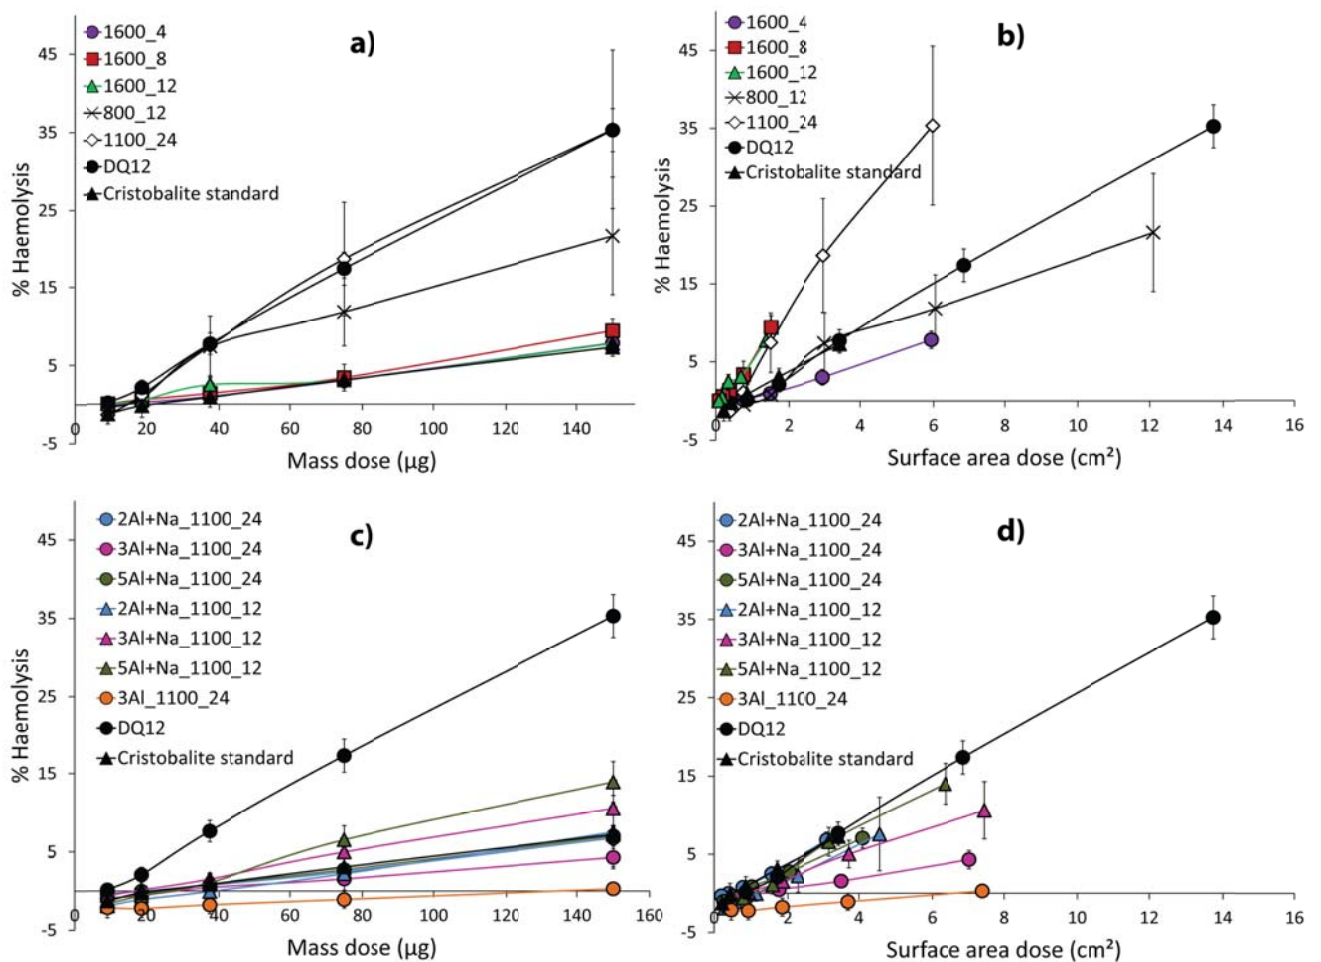 a)
1600_4
1600_8
1600_12
800_12
1100_24
DQ12
Cristobalite standard
% Haemolysis
45
35
25
15
5
-5
0
20
40
60
80
100
120
140
Mass dose (µg)
b)
1600_4
1600_8
1600_12
800_12
1100_24
DQ12
Cristobalite standard
% Haemolysis
45
35
25
15
5
-5
0
2
4
6
8
10
12
14
16
Surface area dose (cm²)
c)
2Al+Na_1100_24
3Al+Na_1100_24
5Al+Na_1100_24
2Al+Na_1100_12
3Al+Na_1100_12
5Al+Na_1100_12
3Al_1100_24
DQ12
Cristobalite standard
% Haemolysis
45
35
25
15
5
-5
0
20
40
60
80
100
120
140
160
Mass dose (µg)
d)
2Al+Na_1100_24
3Al+Na_1100_24
5Al+Na_1100_24
2Al+Na_1100_12
3Al+Na_1100_12
5Al+Na_1100_12
3Al_1100_24
DQ12
Cristobalite standard
45
35
25
15
5
-5
0
2
4
6
8
10
12
14
16
Surface area dose (cm²)